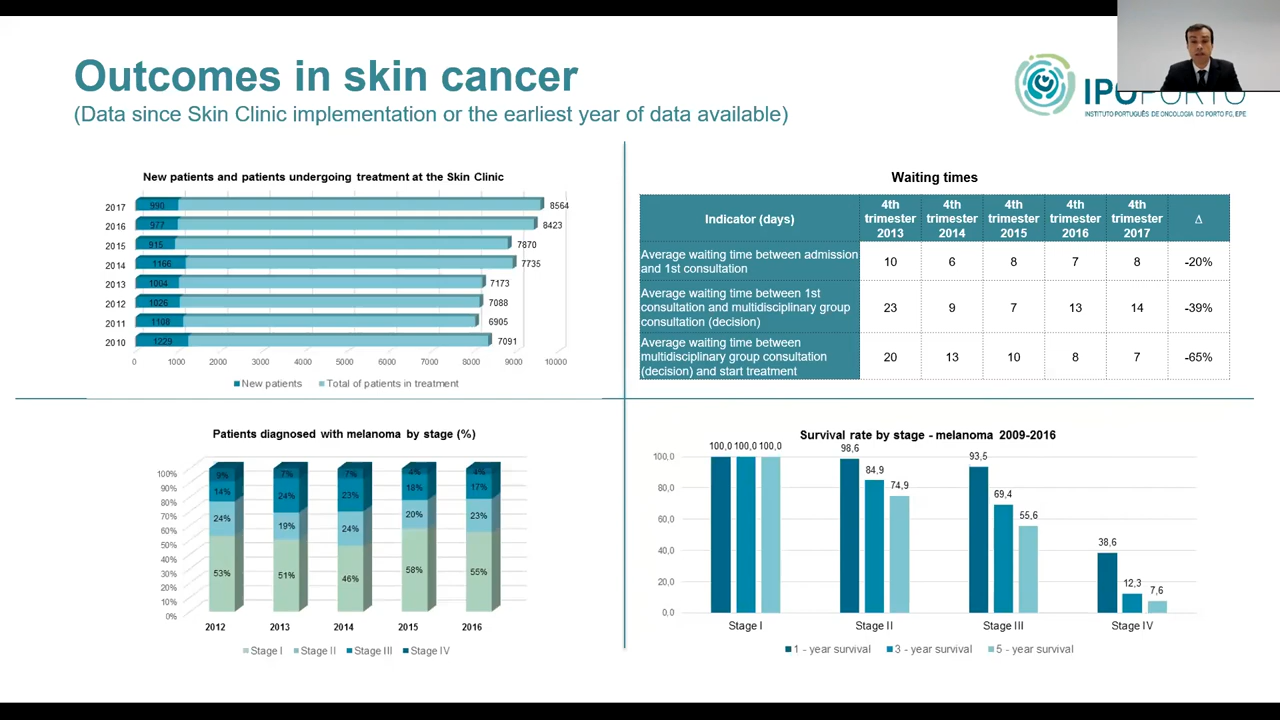 Outcomes in skin cancer
(Data since Skin Clinic implementation or the earliest year of data available)
IPOPORTO
INSTITUTO PORTUGUÊS DE ONCOLOGIA DO PORTO FG, EPE
New patients and patients undergoing treatment at the Skin Clinic
2017 990 8564
2016 977 8423
2015 915 7870
2014 1166 7735
2013 1004 7173
2012 1026 7088
2011 1108 6905
2010 1229 7091
0 1000 2000 3000 4000 5000 6000 7000 8000 9000 10000
New patients Total of patients in treatment
Waiting times
Indicator (days) 4th trimester 2013 4th trimester 2014 4th trimester 2015 4th trimester 2016 4th trimester 2017 Δ
Average waiting time between admission
and 1st consultation
10 6 8 7 8 -20%
Average waiting time between 1st
consultation and multidisciplinary group
consultation (decision)
23 9 7 13 14 -39%
Average waiting time between
multidisciplinary group consultation
(decision) and start treatment
20 13 10 8 7 -65%
Patients diagnosed with melanoma by stage (%)
100%
90%
80%
70%
60%
50%
40%
30%
20%
10%
0%
9% 7% 7% 4% 4%
14% 24% 23% 18% 17%
24% 19% 24% 20% 23%
53% 51% 46% 58% 55%
2012 2013 2014 2015 2016
Stage I Stage II Stage III Stage IV
Survival rate by stage - melanoma 2009-2016
100,0
80,0
60,0
40,0
20,0
0,0
100,0 100,0 100,0
98,6 84,9 74,9
93,5 69,4 55,6
38,6 12,3 7,6
Stage I Stage II Stage III Stage IV
1 - year survival 3 - year survival 5 - year survival